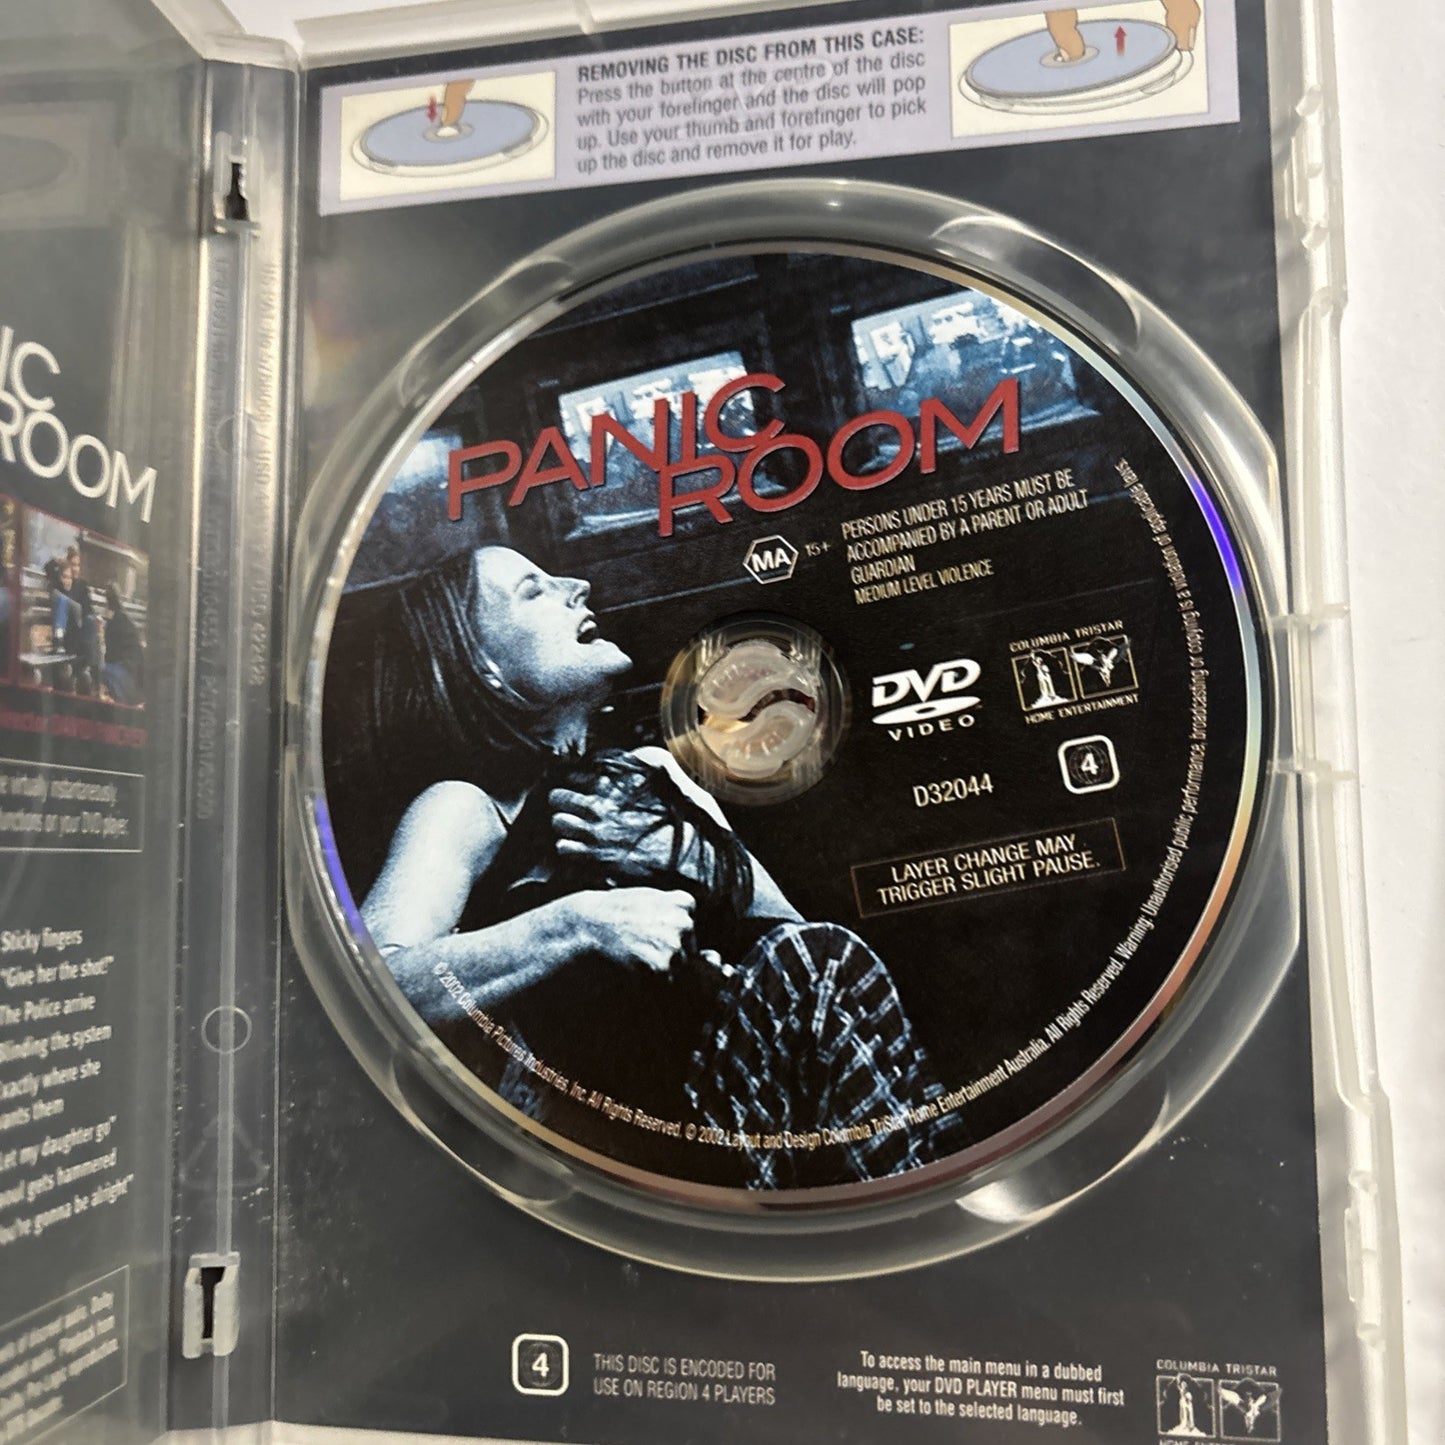 REMOVING THE DISC FROM THIS CASE:
Press the button at the centre of the disc
with your forefinger and the disc will pop
up. Use your thumb and forefinger to pick
up the disc and remove it for play.
PANIC
ROOM
MA 15+
PERSONS UNDER 15 YEARS MUST BE
ACCOMPANIED BY A PARENT OR ADULT
GUARDIAN
MEDIUM LEVEL VIOLENCE
DVD
VIDEO
COLUMBIA TRISTAR
HOME ENTERTAINMENT
D32044
4
LAYER CHANGE MAY
TRIGGER SLIGHT PAUSE.
© 2002 Columbia Pictures Industries, Inc. All Rights Reserved. © 2002 Layout and Design Columbia TriStar Home Entertainment Australia. All Rights Reserved. Warning: Unauthorised public performance, broadcasting or copying is a violation of applicable laws.
4
THIS DISC IS ENCODED FOR
USE ON REGION 4 PLAYERS
To access the main menu in a dubbed
language, your DVD PLAYER menu must first
be set to the selected language.
COLUMBIA TRISTAR
IC
ROOM
virtually instantaneously
functions on your DVD player.
Sticky fingers
"Give her the shot!"
The Police arrive
Blinding the system
Exactly where she
them
Let my daughter go"
gets hammered
You're gonna be alright"